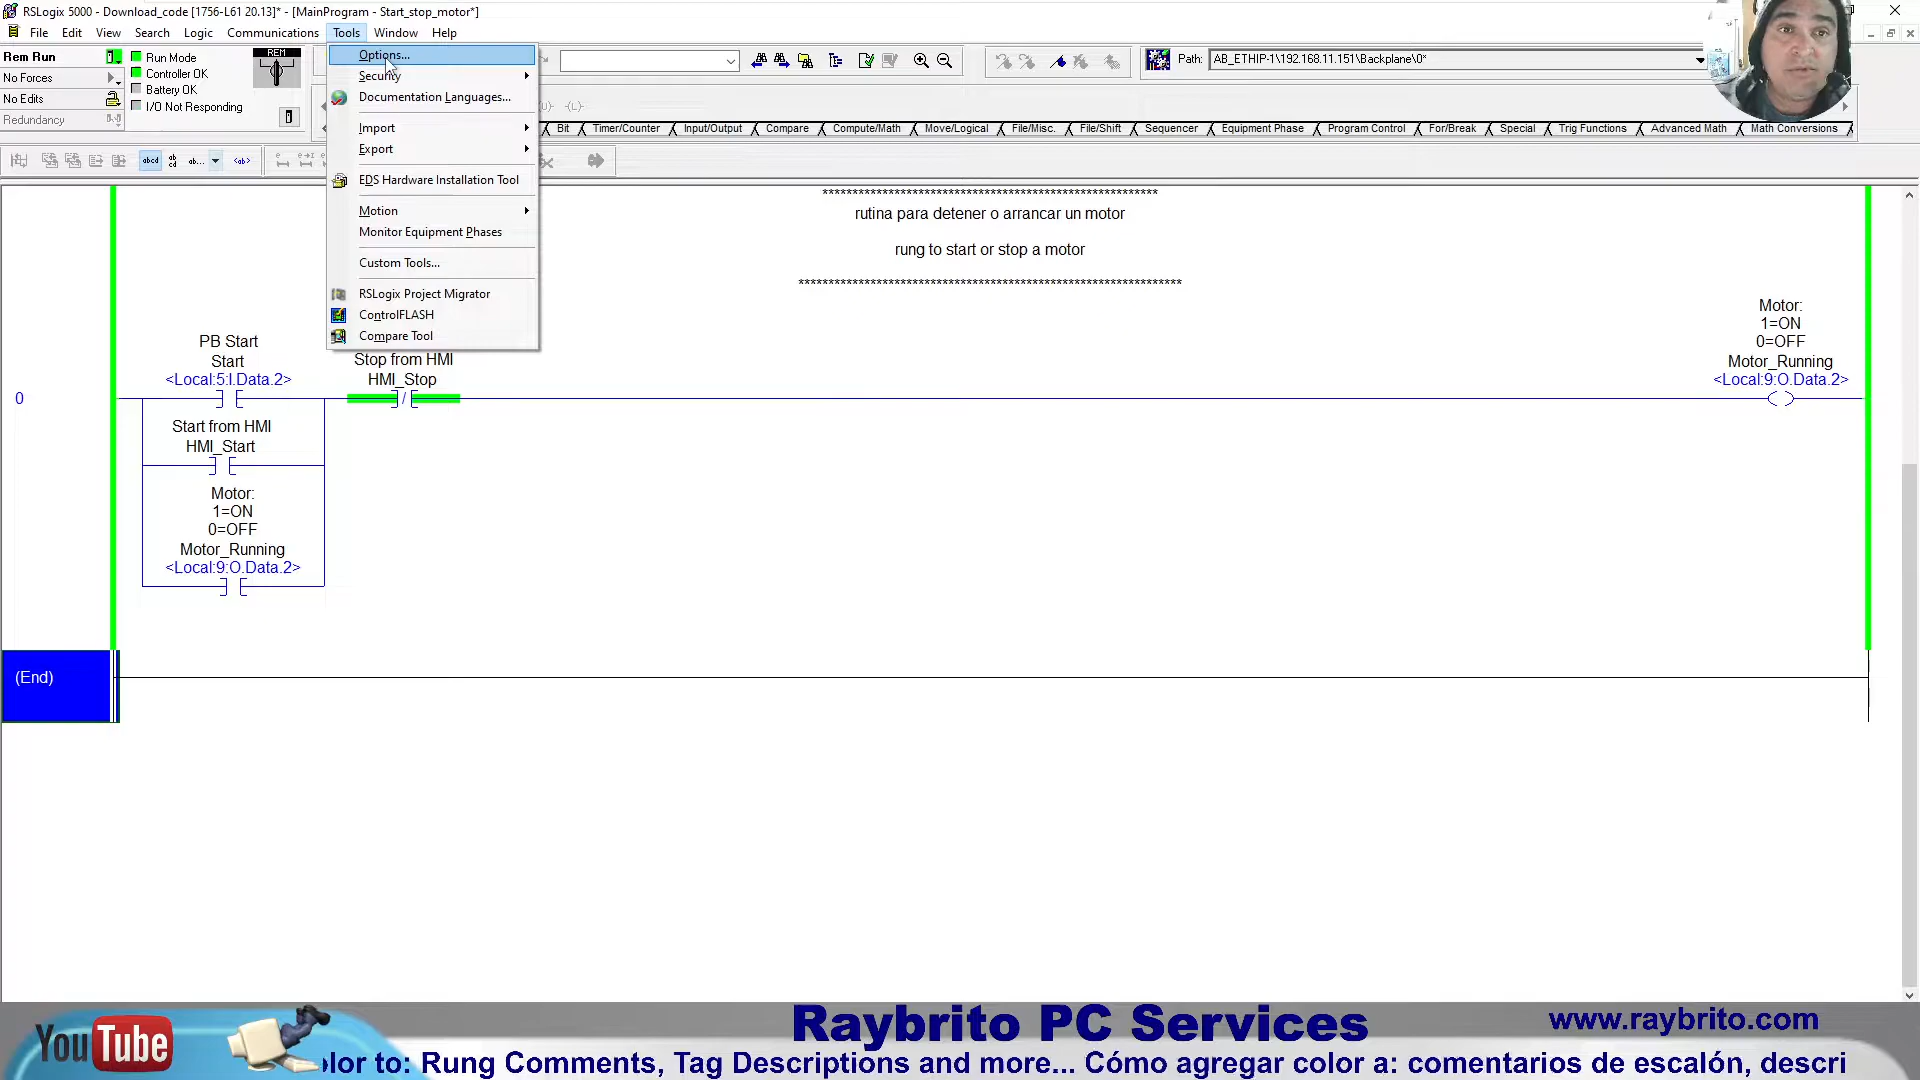 RSLogix 5000 - Download_code [1756-L61 20.13]* - [MainProgram - Start_stop_motor*]
File Edit View Search Logic Communications Tools Window Help
Rem Run
No Forces
No Edits
Redundancy
Run Mode
Controller OK
Battery OK
I/O Not Responding
REM
Path: AB_ETHIP-1\192.168.11.151\Backplane\0*
Bit Timer/Counter Input/Output Compare Compute/Math Move/Logical File/Misc. File/Shift Sequencer Equipment Phase Program Control For/Break Special Trig Functions Advanced Math Math Conversions
Options...
Security
Documentation Languages...
Import
Export
EDS Hardware Installation Tool
Motion
Monitor Equipment Phases
Custom Tools...
RSLogix Project Migrator
ControlFLASH
Compare Tool
********************************************************
rutina para detener o arrancar un motor
rung to start or stop a motor
****************************************************************
0
PB Start
Start
<Local:5:I.Data.2>
Stop from HMI
HMI_Stop
Motor:
1=ON
0=OFF
Motor_Running
<Local:9:O.Data.2>
Start from HMI
HMI_Start
Motor:
1=ON
0=OFF
Motor_Running
<Local:9:O.Data.2>
(End)
YouTube
Raybrito PC Services
www.raybrito.com
olor to: Rung Comments, Tag Descriptions and more... Cómo agregar color a: comentarios de escalón, descri